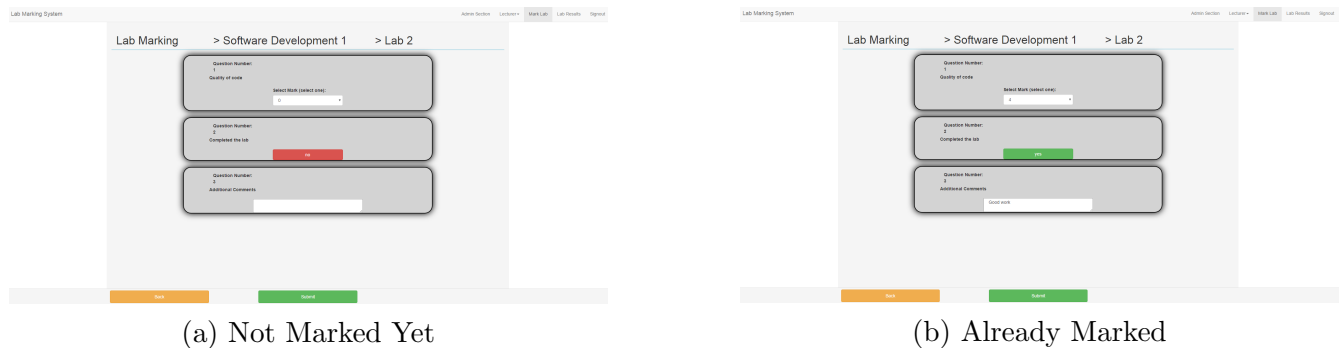 Lab Marking System Admin Section Lecturer Mark Lab Lab Results Signout
Lab Marking > Software Development 1 > Lab 2
Question Number:
1
Quality of code
Select Mark (select one):
0
Question Number:
2
Completed the lab
no
Question Number:
3
Additional Comments
Back Submit
(a) Not Marked Yet
Lab Marking System Admin Section Lecturer Mark Lab Lab Results Signout
Lab Marking > Software Development 1 > Lab 2
Question Number:
1
Quality of code
Select Mark (select one):
4
Question Number:
2
Completed the lab
yes
Question Number:
3
Additional Comments
Good work
Back Submit
(b) Already Marked